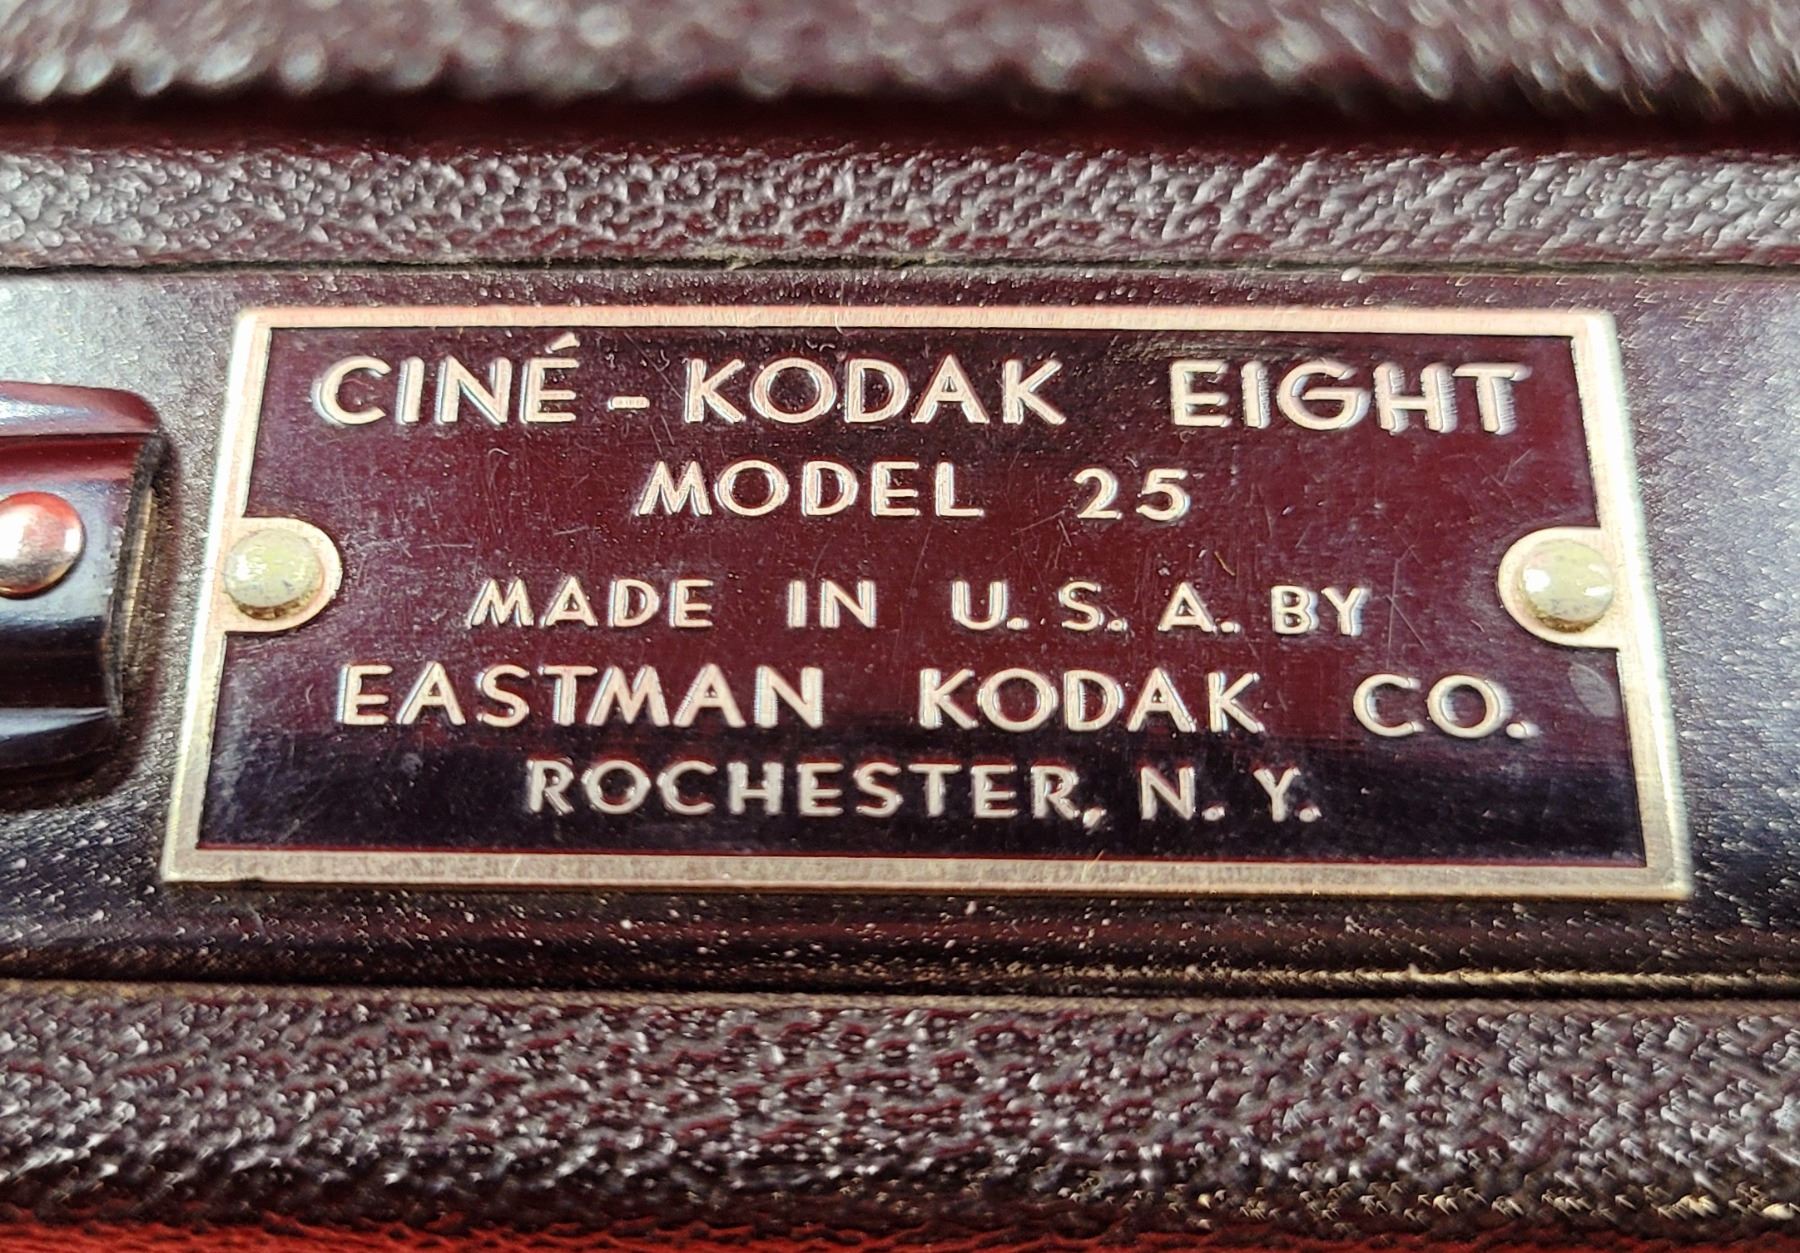 CINÉ-KODAK EIGHT
MODEL 25
MADE IN U.S.A. BY
EASTMAN KODAK CO.
ROCHESTER, N.Y.